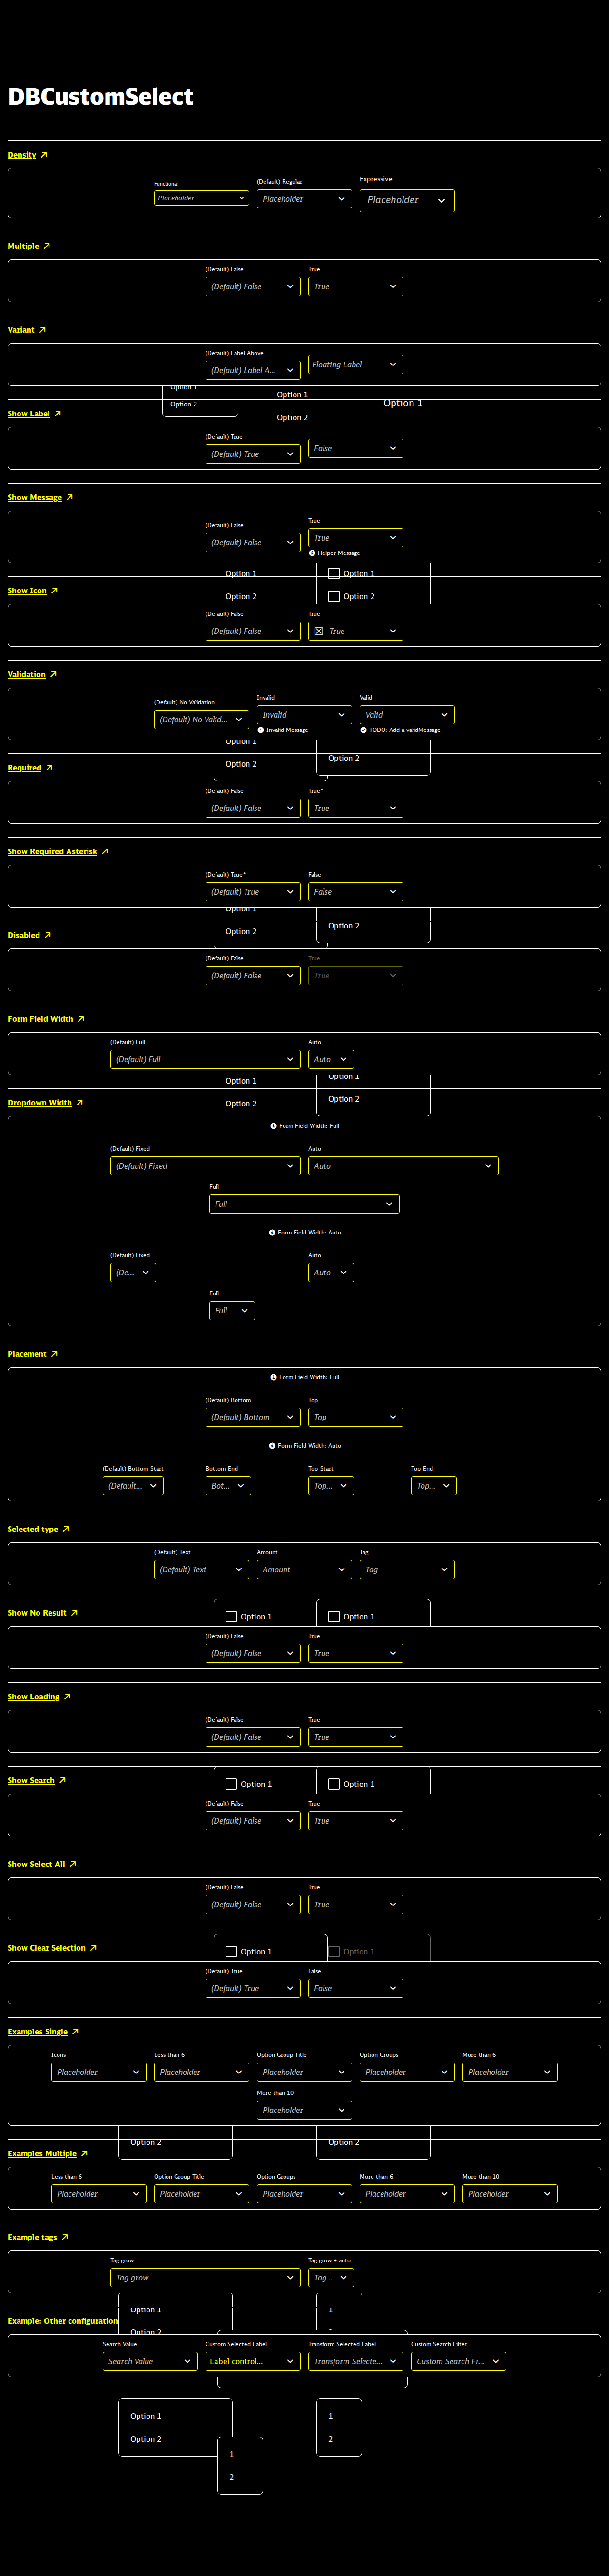 DBCustomSelect
Density
Functional
(Default) Regular
Expressive
Placeholder
Placeholder
Placeholder
Multiple
(Default) False
True
(Default) False
True
Variant
(Default) Label Above
(Default) Label A...
Floating Label
Option 1
Option 2
Option 1
Option 2
Option 1
Show Label
(Default) True
(Default) True
False
Show Message
(Default) False
True
(Default) False
True
Helper Message
Option 1
Option 1
Show Icon
Option 2
Option 2
(Default) False
True
(Default) False
True
Validation
(Default) No Validation
Invalid
Valid
(Default) No Valid...
Invalid
Valid
Invalid Message
TODO: Add a validMessage
Option 1
Option 2
Option 2
Required
(Default) False
True*
(Default) False
True
Show Required Asterisk
(Default) True*
False
(Default) True
False
Option 1
Option 2
Option 2
Disabled
(Default) False
True
(Default) False
True
Form Field Width
(Default) Full
Auto
(Default) Full
Auto
Option 1
Option 1
Option 2
Option 2
Dropdown Width
Form Field Width: Full
(Default) Fixed
Auto
(Default) Fixed
Auto
Full
Full
Form Field Width: Auto
(Default) Fixed
Auto
(De...
Auto
Full
Full
Placement
Form Field Width: Full
(Default) Bottom
Top
(Default) Bottom
Top
Form Field Width: Auto
(Default) Bottom-Start
Bottom-End
Top-Start
Top-End
(Default...
Bot...
Top...
Top...
Selected type
(Default) Text
Amount
Tag
(Default) Text
Amount
Tag
Show No Result
Option 1
Option 1
(Default) False
True
(Default) False
True
Show Loading
(Default) False
True
(Default) False
True
Show Search
Option 1
Option 1
(Default) False
True
(Default) False
True
Show Select All
(Default) False
True
(Default) False
True
Show Clear Selection
Option 1
Option 1
(Default) True
False
(Default) True
False
Examples Single
Icons
Less than 6
Option Group Title
Option Groups
More than 6
Placeholder
Placeholder
Placeholder
Placeholder
Placeholder
More than 10
Placeholder
Option 2
Option 2
Examples Multiple
Less than 6
Option Group Title
Option Groups
More than 6
More than 10
Placeholder
Placeholder
Placeholder
Placeholder
Placeholder
Example tags
Tag grow
Tag grow + auto
Tag grow
Tag...
Option 1
1
Example: Other configuration
Option 2
Search Value
Custom Selected Label
Transform Selected Label
Custom Search Filter
Search Value
Label control...
Transform Selecte...
Custom Search Fi...
Option 1
1
Option 2
2
1
2